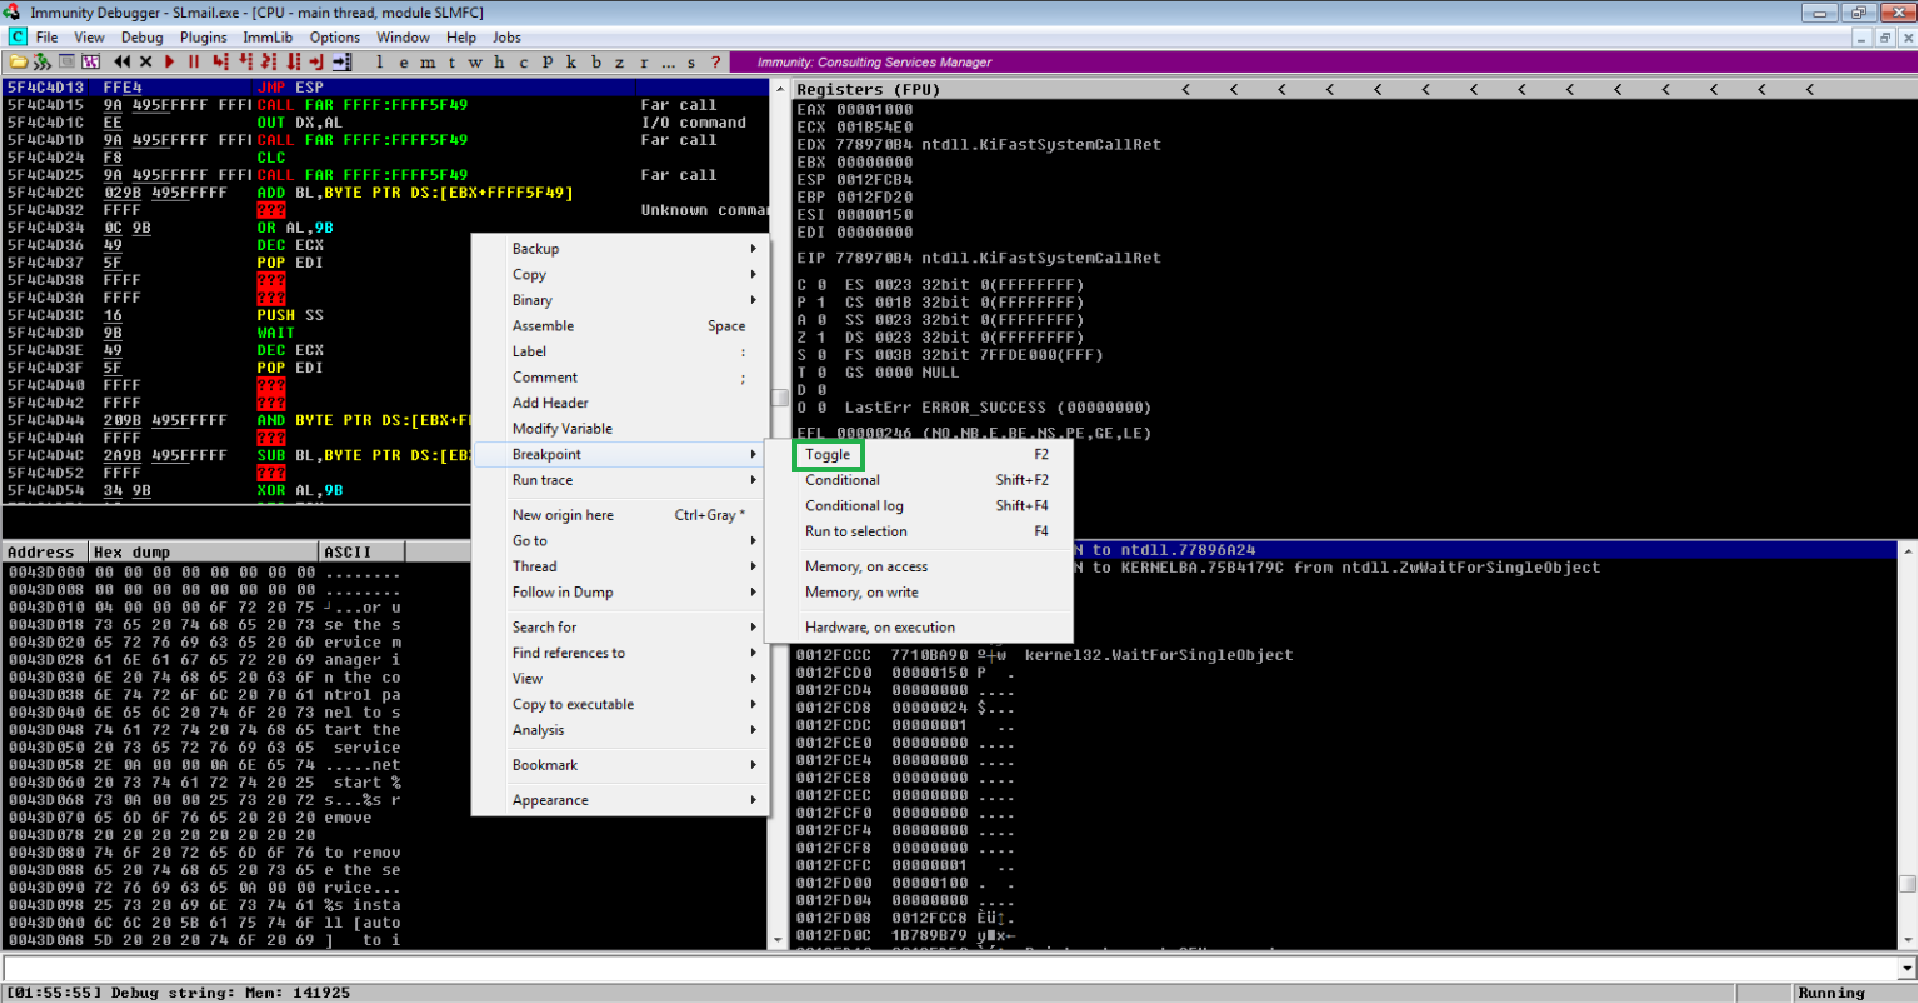 Immunity Debugger - SLmail.exe - [CPU - main thread, module SLMFC]
C File View Debug Plugins ImmLib Options Window Help Jobs
l e m t w h c P k b z r ... s ? Immunity: Consulting Services Manager
5F4C4D13 FFE4 JMP ESP
5F4C4D15 9A 495FFFFF FFFI CALL FAR FFFF:FFFF5F49 Far call
5F4C4D1C EE OUT DX,AL I/O command
5F4C4D1D 9A 495FFFFF FFFI CALL FAR FFFF:FFFF5F49 Far call
5F4C4D24 F8 CLC
5F4C4D25 9A 495FFFFF FFFI CALL FAR FFFF:FFFF5F49 Far call
5F4C4D2C 029B 495FFFFF ADD BL,BYTE PTR DS:[EBX+FFFF5F49]
5F4C4D32 FFFF ??? Unknown comma
5F4C4D34 0C 9B OR AL,9B
5F4C4D36 49 DEC ECX
5F4C4D37 5F POP EDI
5F4C4D38 FFFF ???
5F4C4D3A FFFF ???
5F4C4D3C 16 PUSH SS
5F4C4D3D 9B WAIT
5F4C4D3E 49 DEC ECX
5F4C4D3F 5F POP EDI
5F4C4D40 FFFF ???
5F4C4D42 FFFF ???
5F4C4D44 209B 495FFFFF AND BYTE PTR DS:[EBX+F
5F4C4D4A FFFF ???
5F4C4D4C 2A9B 495FFFFF SUB BL,BYTE PTR DS:[EB
5F4C4D52 FFFF ???
5F4C4D54 34 9B XOR AL,9B
Registers (FPU) < < < < < < < < < < < < < <
EAX 00001000
ECX 001B54E0
EDX 778970B4 ntdll.KiFastSystemCallRet
EBX 00000000
ESP 0012FCB4
EBP 0012FD20
ESI 00000150
EDI 00000000
EIP 778970B4 ntdll.KiFastSystemCallRet
C 0 ES 0023 32bit 0(FFFFFFFF)
P 1 CS 001B 32bit 0(FFFFFFFF)
A 0 SS 0023 32bit 0(FFFFFFFF)
Z 1 DS 0023 32bit 0(FFFFFFFF)
S 0 FS 003B 32bit 7FFDE000(FFF)
T 0 GS 0000 NULL
D 0
O 0 LastErr ERROR_SUCCESS (00000000)
EFL 00000246 (NO,NB,E,BE,NS,PE,GE,LE)
Backup
Copy
Binary
Assemble Space
Label :
Comment ;
Add Header
Modify Variable
Breakpoint
Run trace
New origin here Ctrl+Gray *
Go to
Thread
Follow in Dump
Search for
Find references to
View
Copy to executable
Analysis
Bookmark
Appearance
Toggle F2
Conditional Shift+F2
Conditional log Shift+F4
Run to selection F4
Memory, on access
Memory, on write
Hardware, on execution
Address Hex dump ASCII
0043D000 00 00 00 00 00 00 00 00 ........
0043D008 00 00 00 00 00 00 00 00 ........
0043D010 04 00 00 00 6F 72 20 75 ┘...or u
0043D018 73 65 20 74 68 65 20 73 se the s
0043D020 65 72 76 69 63 65 20 6D ervice m
0043D028 61 6E 61 67 65 72 20 69 anager i
0043D030 6E 20 74 68 65 20 63 6F n the co
0043D038 6E 74 72 6F 6C 20 70 61 ntrol pa
0043D040 6E 65 6C 20 74 6F 20 73 nel to s
0043D048 74 61 72 74 20 74 68 65 tart the
0043D050 20 73 65 72 76 69 63 65 service
0043D058 2E 0A 00 00 0A 6E 65 74 .....net
0043D060 20 73 74 61 72 74 20 25 start %
0043D068 73 0A 00 00 25 73 20 72 s...%s r
0043D070 65 6D 6F 76 65 20 20 20 emove
0043D078 20 20 20 20 20 20 20 20
0043D080 74 6F 20 72 65 6D 6F 76 to remov
0043D088 65 20 74 68 65 20 73 65 e the se
0043D090 72 76 69 63 65 0A 00 00 rvice...
0043D098 25 73 20 69 6E 73 74 61 %s insta
0043D0A0 6C 6C 20 5B 61 75 74 6F ll [auto
0043D0A8 5D 20 20 20 74 6F 20 69 ] to i
N to ntdll.77896A24
N to KERNELBA.75B4179C from ntdll.ZwWaitForSingleObject
0012FCCC 7710BA90 º┼w kernel32.WaitForSingleObject
0012FCD0 00000150 P .
0012FCD4 00000000 ....
0012FCD8 00000024 $...
0012FCDC 00000001 ..
0012FCE0 00000000 ....
0012FCE4 00000000 ....
0012FCE8 00000000 ....
0012FCEC 00000000 ....
0012FCF0 00000000 ....
0012FCF4 00000000 ....
0012FCF8 00000000 ....
0012FCFC 00000001 ..
0012FD00 00000100 . .
0012FD04 00000000 ....
0012FD08 0012FCC8 Èü↕.
0012FD0C 1B789B79
[01:55:55] Debug string: Mem: 141925
Running